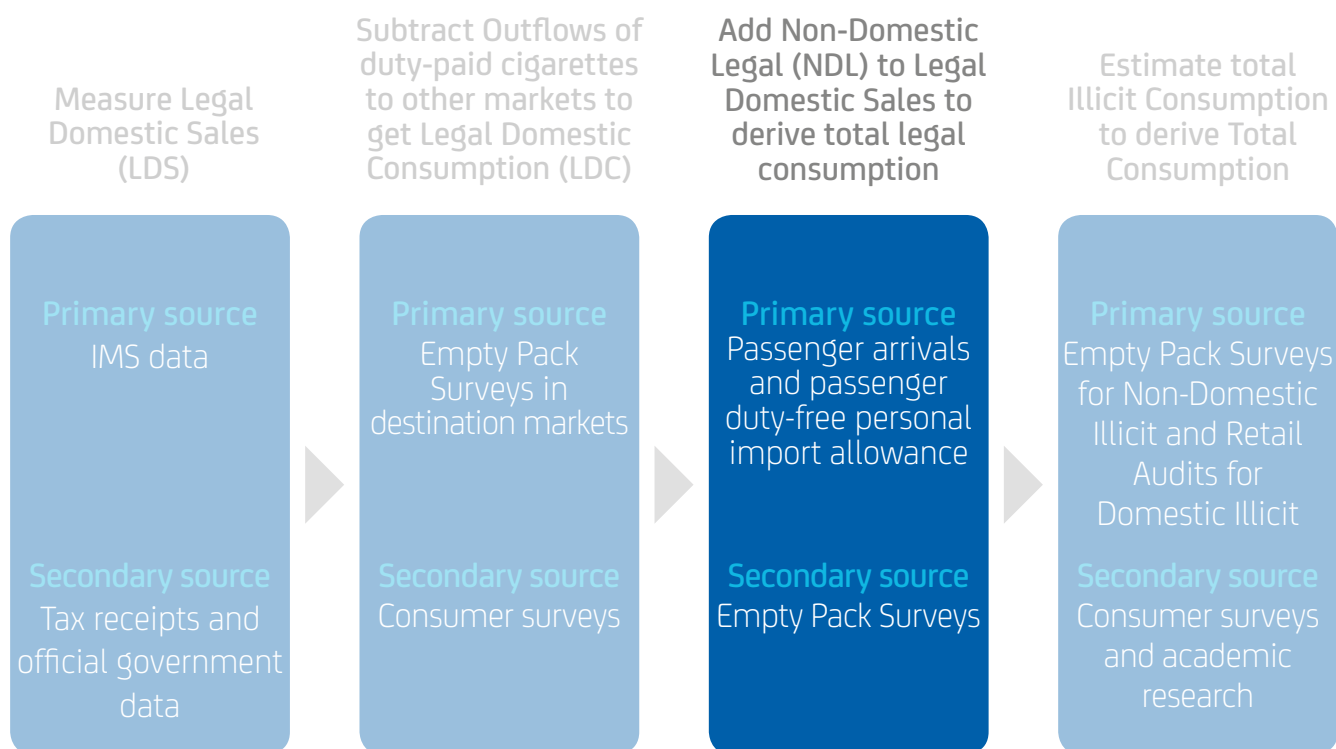 Measure Legal
Domestic Sales
(LDS)
Primary source
IMS data
Secondary source
Tax receipts and
official government
data
Subtract Outflows of
duty-paid cigarettes
to other markets to
get Legal Domestic
Consumption (LDC)
Primary source
Empty Pack
Surveys in
destination markets
Secondary source
Consumer surveys
Add Non-Domestic
Legal (NDL) to Legal
Domestic Sales to
derive total legal
consumption
Primary source
Passenger arrivals
and passenger
duty-free personal
import allowance
Secondary source
Empty Pack Surveys
Estimate total
Illicit Consumption
to derive Total
Consumption
Primary source
Empty Pack Surveys
for Non-Domestic
Illicit and Retail
Audits for
Domestic Illicit
Secondary source
Consumer surveys
and academic
research